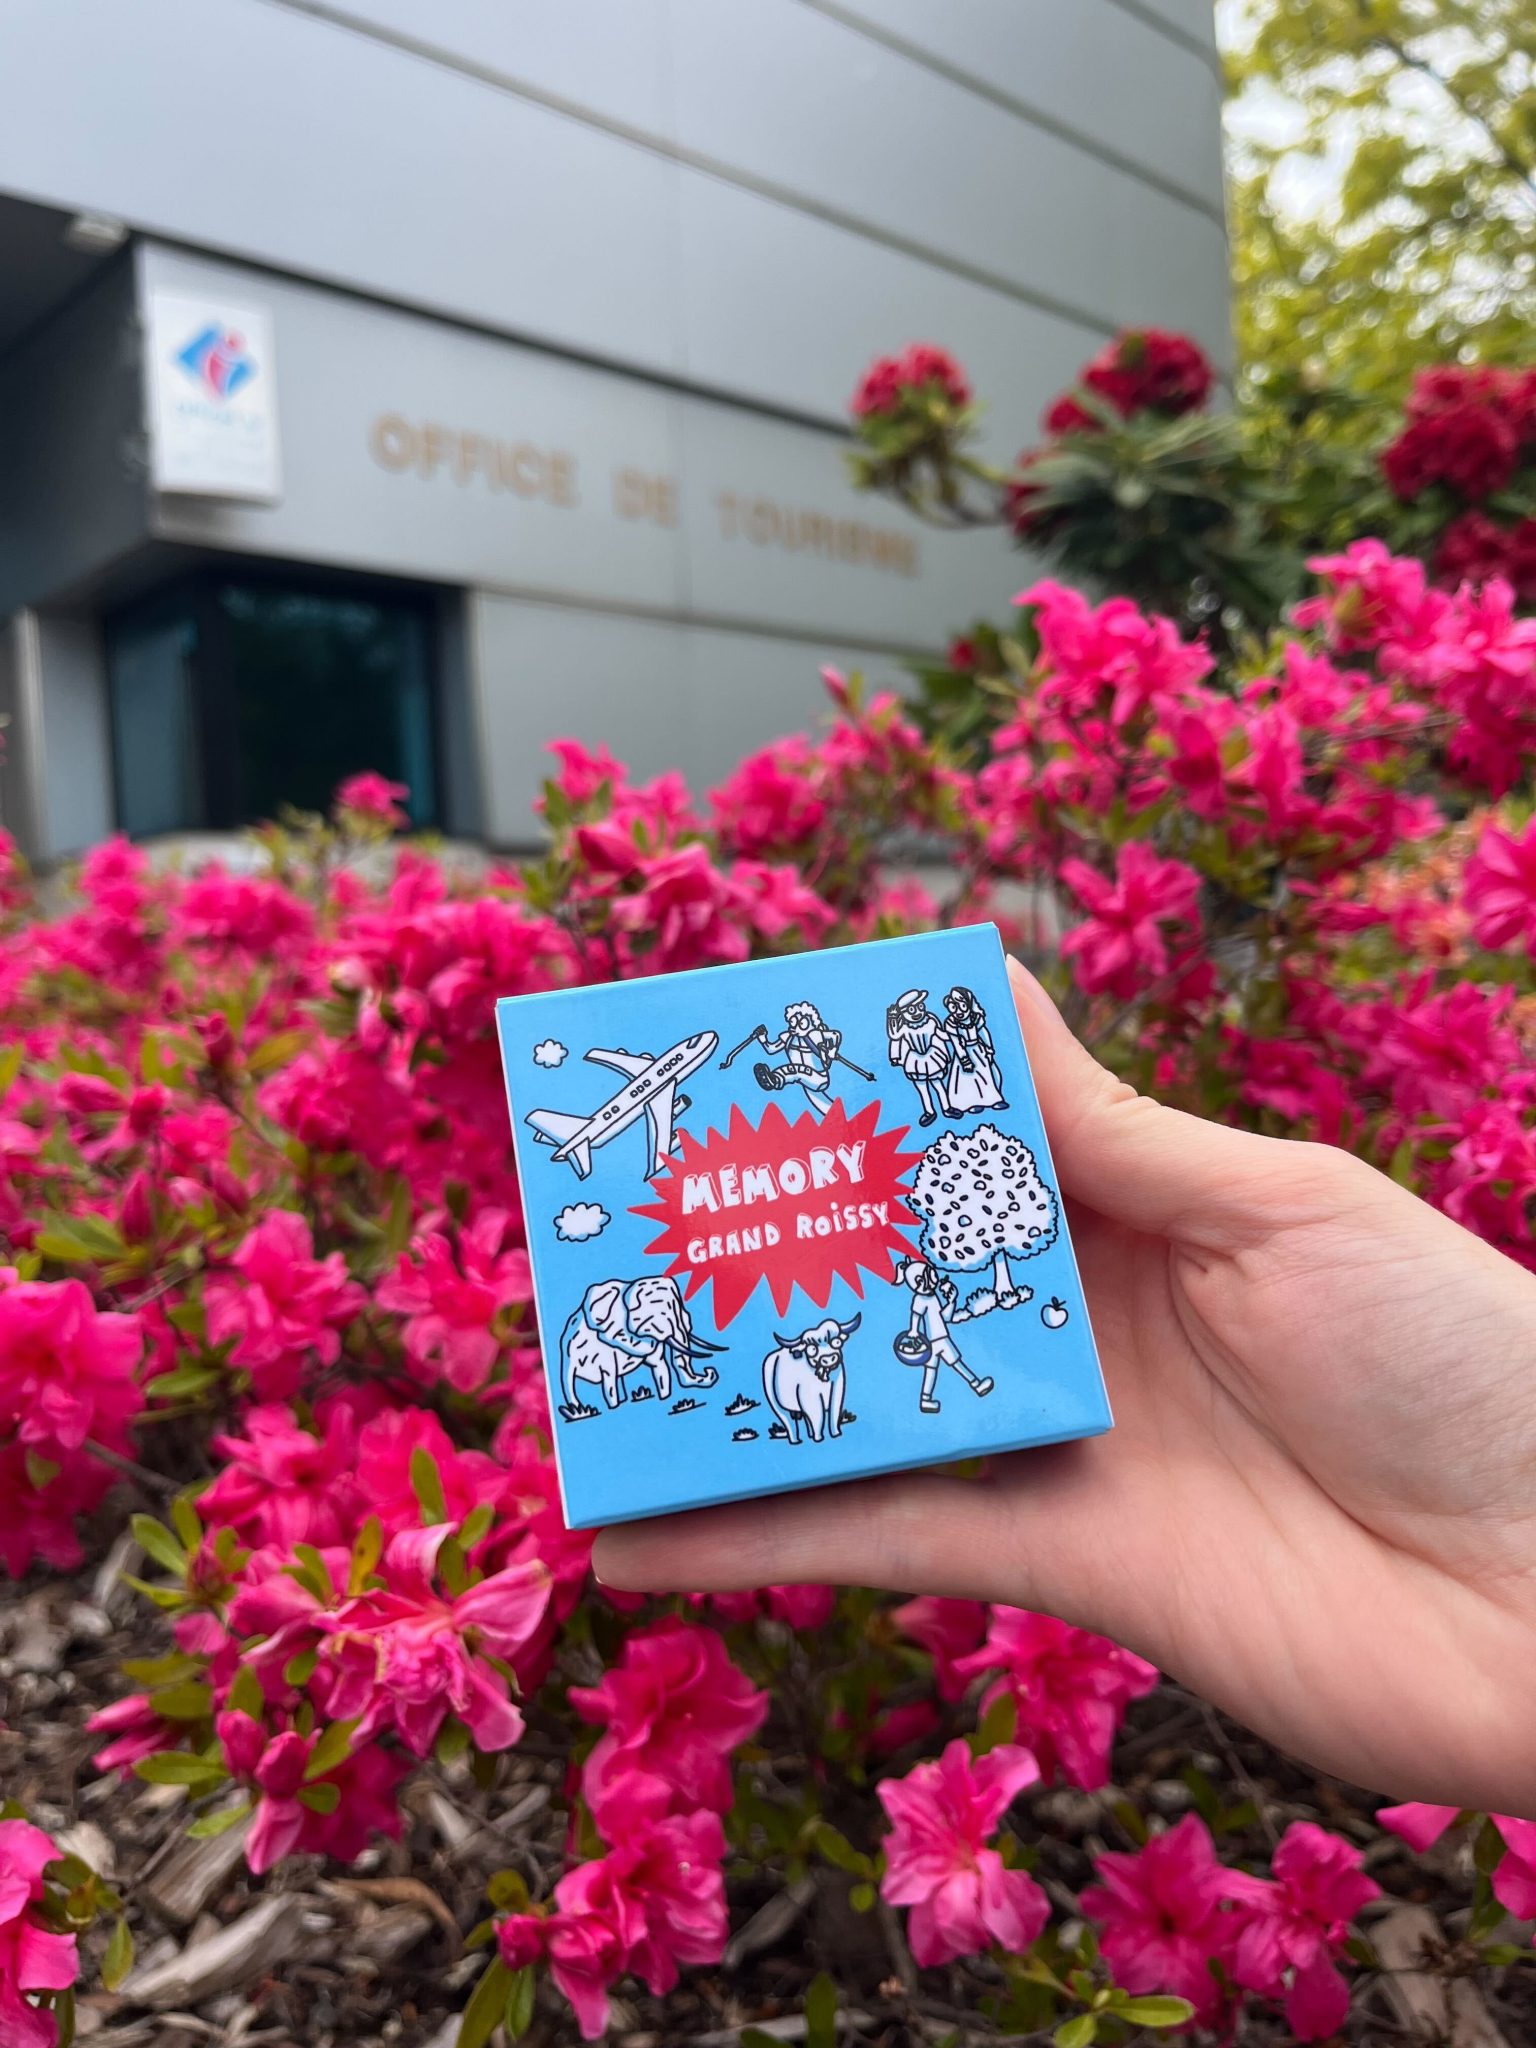 OFFICE DE TOURISME
MEMORY
GRAND ROiSSY